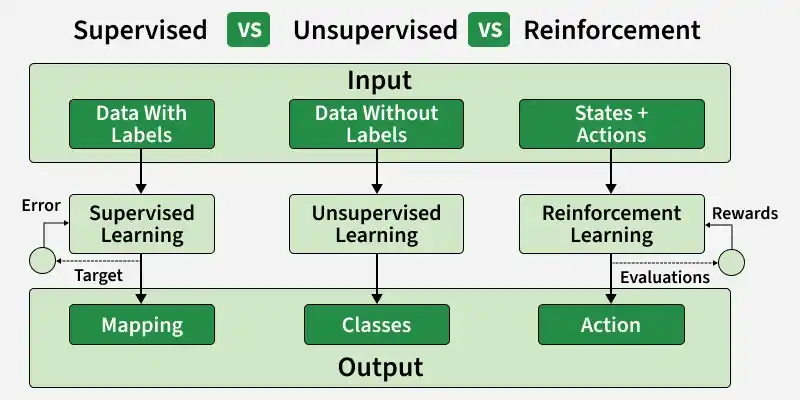 Supervised VS Unsupervised VS Reinforcement
Input
Data With
Labels
Data Without
Labels
States +
Actions
Error
Supervised
Learning
Target
Unsupervised
Learning
Reinforcement
Learning
Rewards
Evaluations
Mapping
Classes
Action
Output